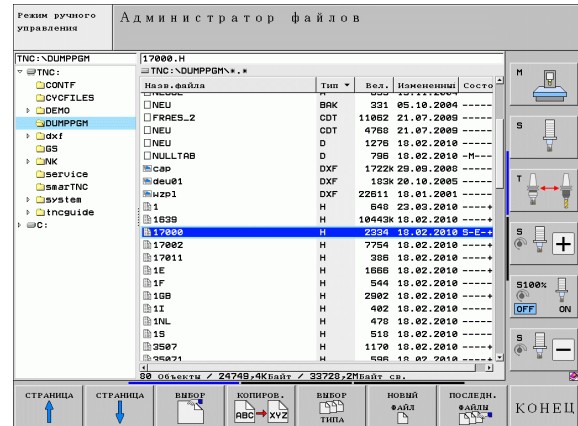 Режим ручного
управления
Администратор файлов
TNC:\DUMPPGM
17000.H
TNC:
CONTF
CYCFILES
DEMO
DUMPPGM
dxf
GS
NK
service
smarTNC
system
tncguide
C:
TNC:\DUMPPGM\*.*
Назв.файла Тип Вел. Изменены Состо
NEU BAK 331 05.10.2004 -----
FRAES_2 CDT 11062 21.07.2009 -----
NEU CDT 4768 21.07.2009 -----
NEU D 1276 18.02.2010 -----
NULLTAB D 796 18.02.2010 -M---
cap DXF 1722K 29.09.2008 -----
deu01 DXF 183K 20.10.2005 -----
wzpl DXF 22611 18.01.2001 -----
1 H 648 23.03.2010 ----+
1639 H 10443K 18.02.2010 ----+
17000 H 2334 18.02.2010 S-E-+
17002 H 7754 18.02.2010 ----+
17011 H 386 18.02.2010 ----+
1E H 1666 18.02.2010 ----+
1F H 544 18.02.2010 ----+
1GB H 2902 18.02.2010 ----+
1I H 402 18.02.2010 -----
1NL H 478 18.02.2010 -----
1S H 518 18.02.2010 -----
3507 H 1170 18.02.2010 ----+
35071 H 596 18.02.2010 ----+
80 Объекты / 24749,4КБайт / 33728,2МБайт св.
M
S
T
S
+
S100%
OFF ON
S
−
СТРАНИЦА
СТРАНИЦА
ВЫБОР
КОПИРОВ.
ABC XYZ
ВЫБОР
ТИПА
НОВЫЙ
ФАЙЛ
ПОСЛЕДН.
ФАЙЛЫ
КОНЕЦ